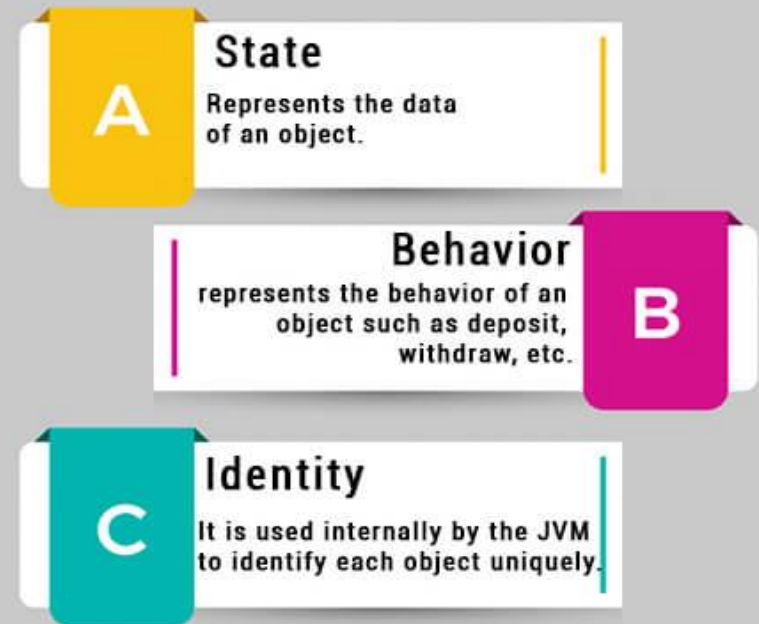 A
State
Represents the data
of an object.
Behavior
represents the behavior of an
object such as deposit,
withdraw, etc.
B
C
Identity
It is used internally by the JVM
to identify each object uniquely.